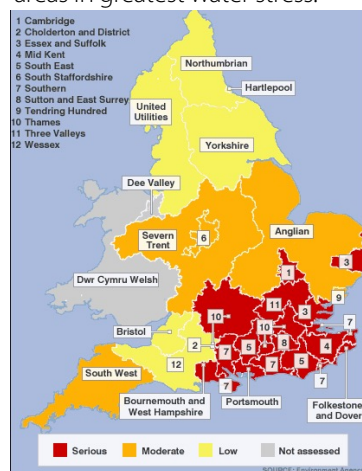 areas in greatest water stress.
1 Cambridge
2 Cholderton and District
3 Essex and Suffolk
4 Mid Kent
5 South East
6 South Staffordshire
7 Southern
8 Sutton and East Surrey
9 Tendring Hundred
10 Thames
11 Three Valleys
12 Wessex
Northumbrian
Hartlepool
United
Utilities
Yorkshire
Dee Valley
Severn
Trent
6
Anglian
3
Dwr Cymru Welsh
1
9
11
3
Bristol
10
10
7
2
7
5
8
4
12
7
5
South West
7
7
Bournemouth and
West Hampshire
Portsmouth
Folkestone
and Dover
Serious
Moderate
Low
Not assessed
SOURCE: Environment Agency